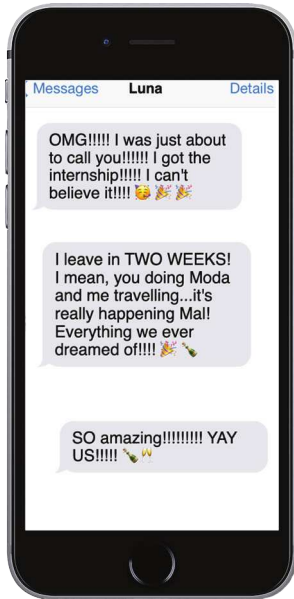 Messages Luna Details
OMG!!!!! I was just about
to call you!!!!!! I got the
internship!!!!! I can't
believe it!!!! 🥳 🎉 🎉
I leave in TWO WEEKS!
I mean, you doing Moda
and me travelling...it's
really happening Mal!
Everything we ever
dreamed of!!!! 🎉 🍾
SO amazing!!!!!!!!! YAY
US!!!!! 🍾 🥂